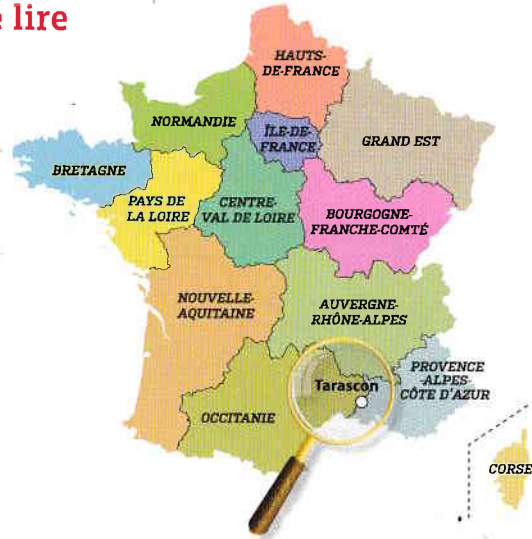 lire
HAUTS-
DE-FRANCE
NORMANDIE
ÎLE-DE-
FRANCE
GRAND EST
BRETAGNE
PAYS DE
LA LOIRE
CENTRE-
VAL DE LOIRE
BOURGOGNE-
FRANCHE-COMTÉ
NOUVELLE-
AQUITAINE
AUVERGNE-
RHÔNE-ALPES
Tarascon
PROVENCE
-ALPES-
CÔTE D'AZUR
OCCITANIE
CORSE